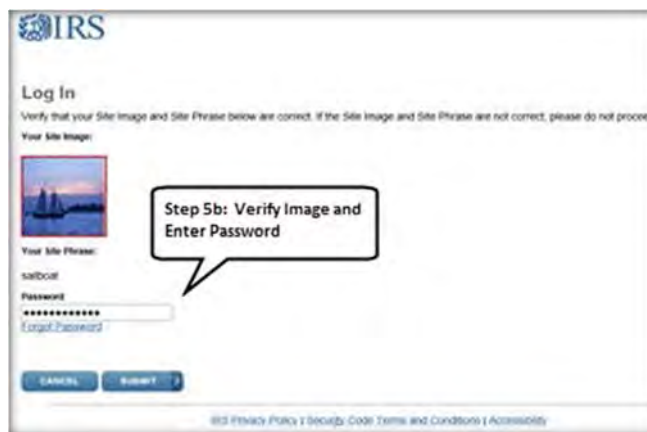 IRS
Log In
Verify that your Site Image and Site Phrase below are correct. If the Site Image and Site Phrase are not correct, please do not procee
Your Site Image:
Step 5b: Verify Image and
Enter Password
Your Site Phrase:
sailboat
Password
••••••••••••
Forgot Password
CANCEL SUBMIT
IRS Privacy Policy | Security Code Terms and Conditions | Accessibility